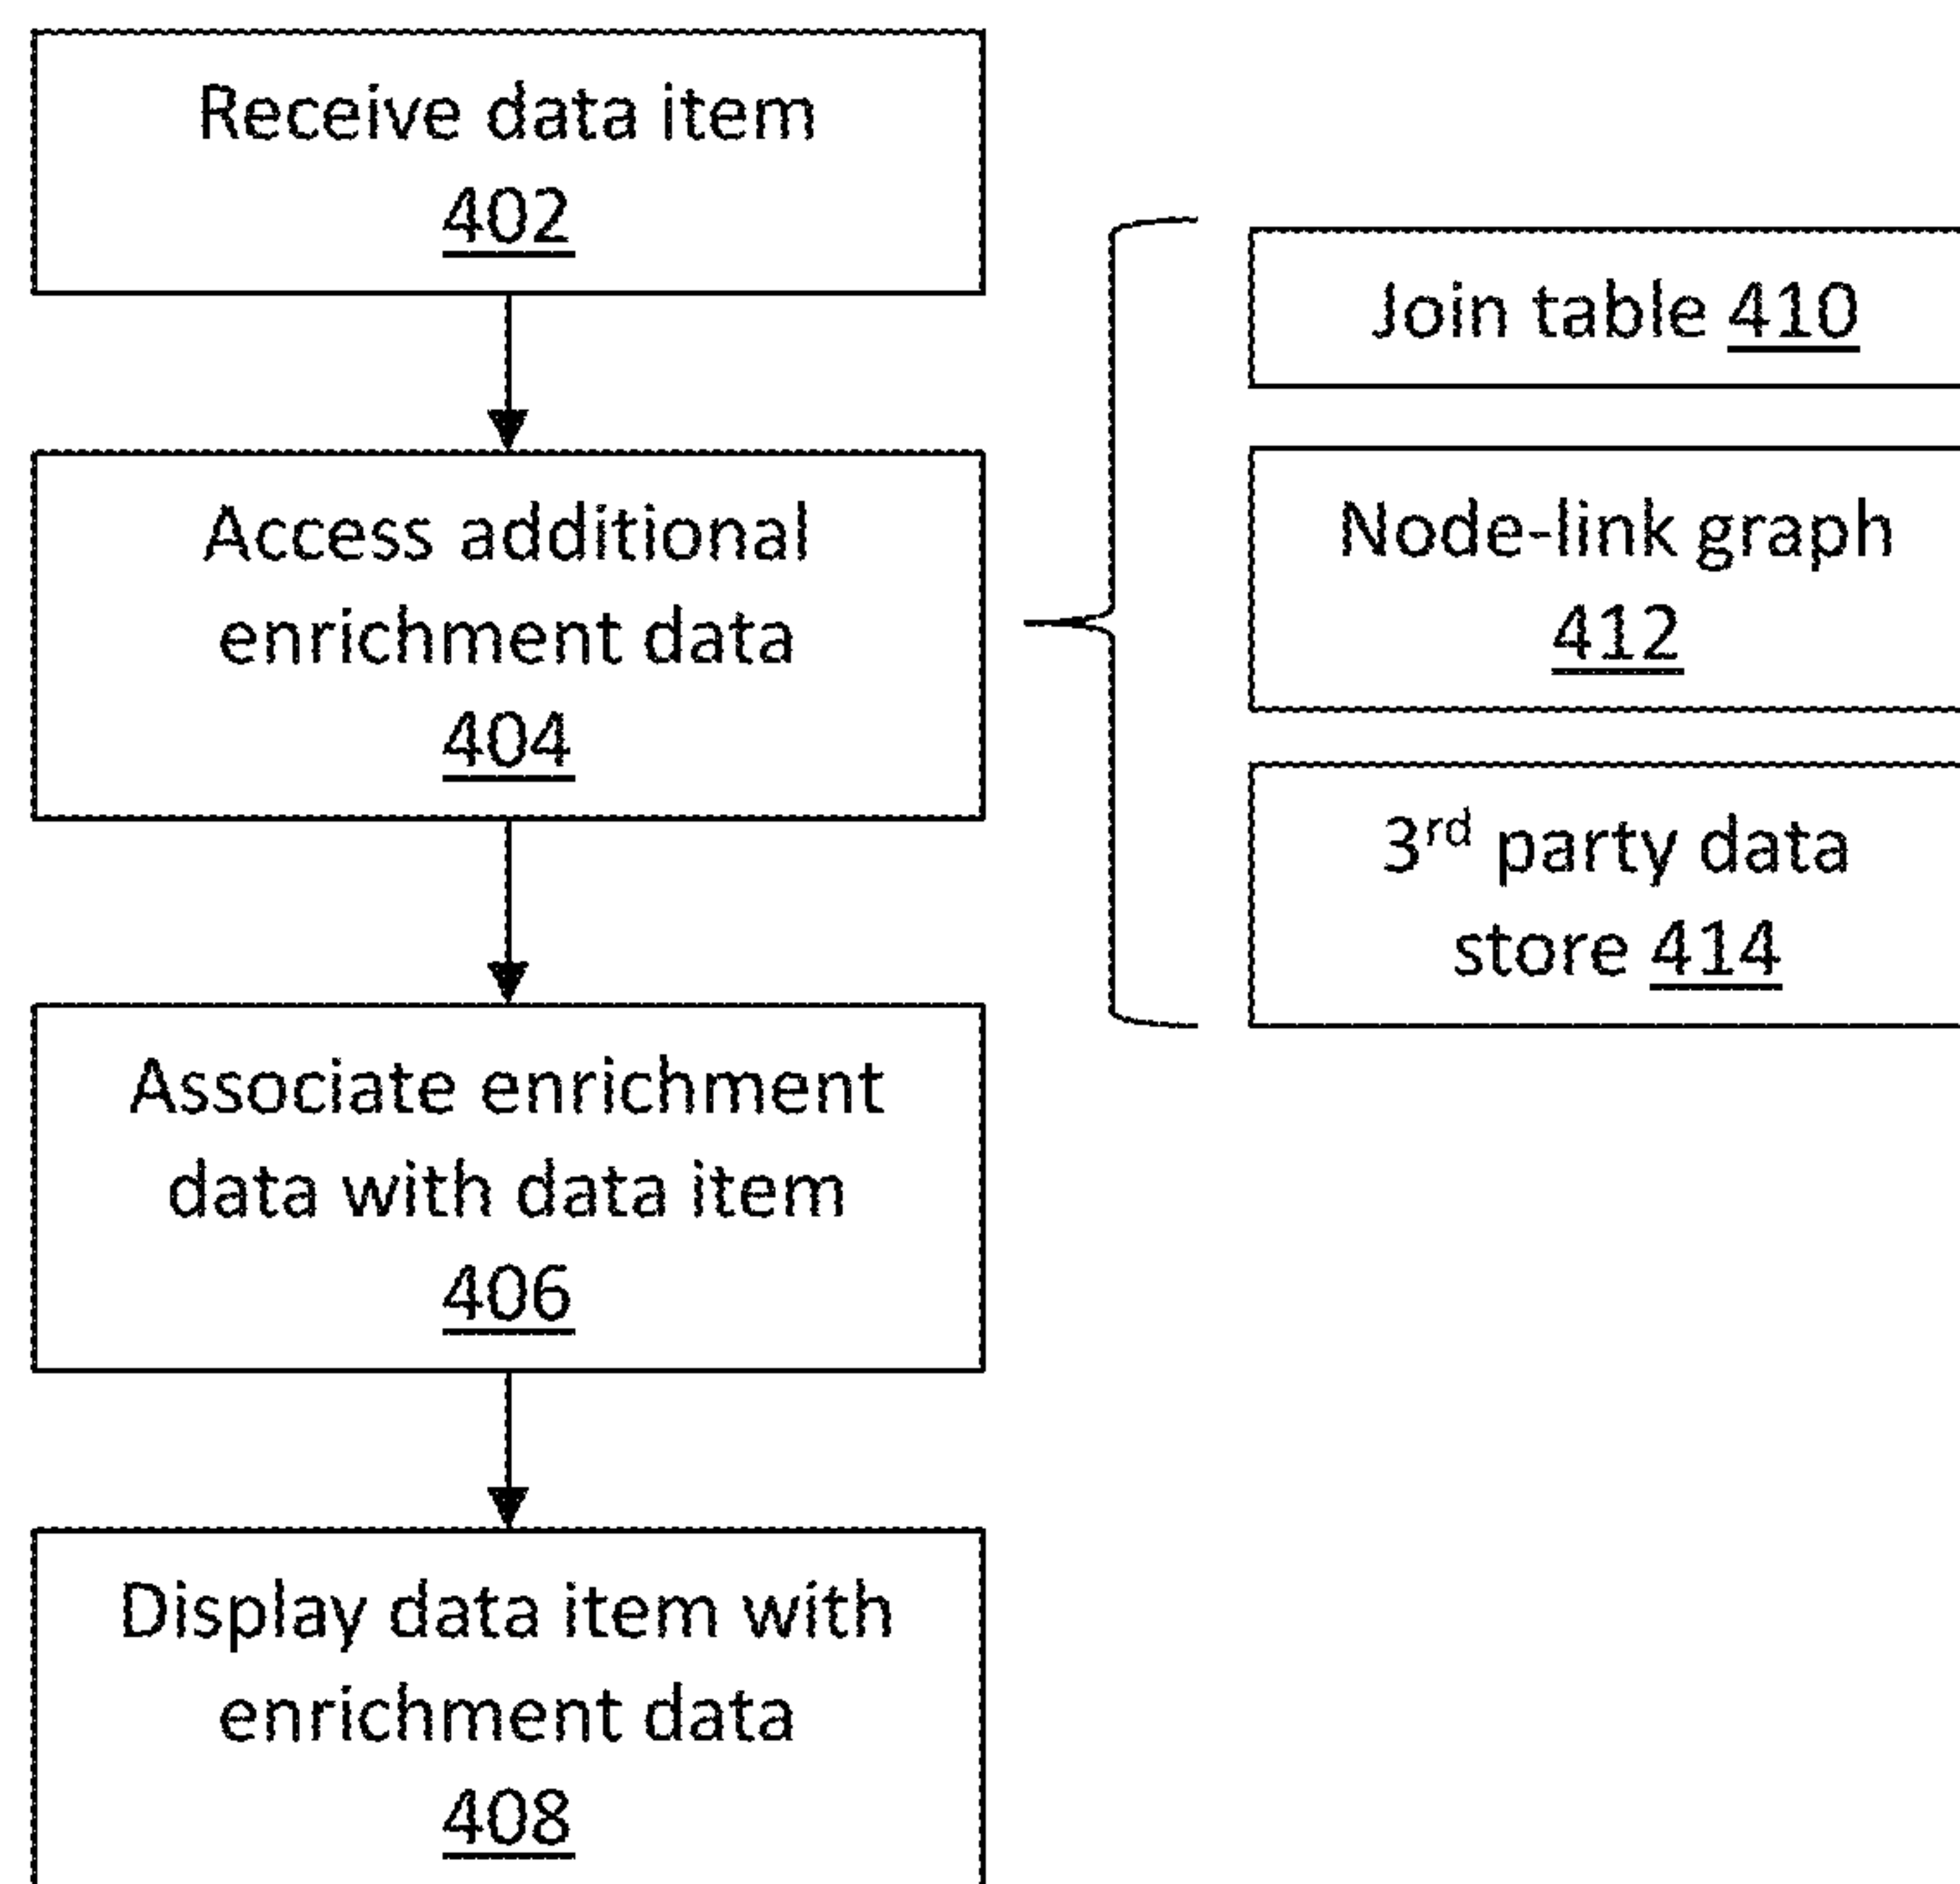 Receive data item
402
Access additional
enrichment data
404
Associate enrichment
data with data item
406
Display data item with
enrichment data
408
Join table 410
Node-link graph
412
3rd party data
store 414